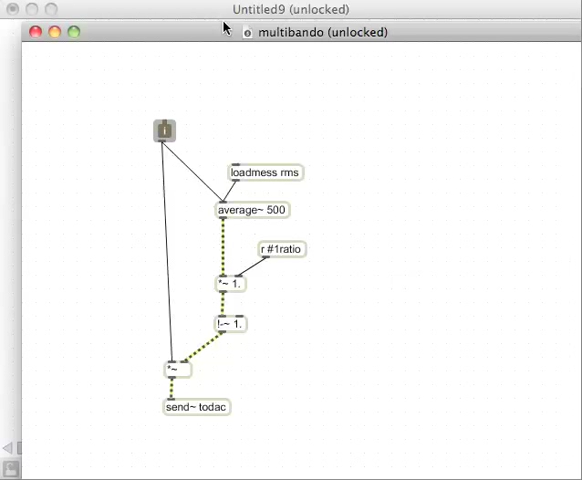 Untitled9 (unlocked)
multibando (unlocked)
i
loadmess rms
average~ 500
r #1ratio
*~ 1.
!-~ 1.
*~
send~ todac